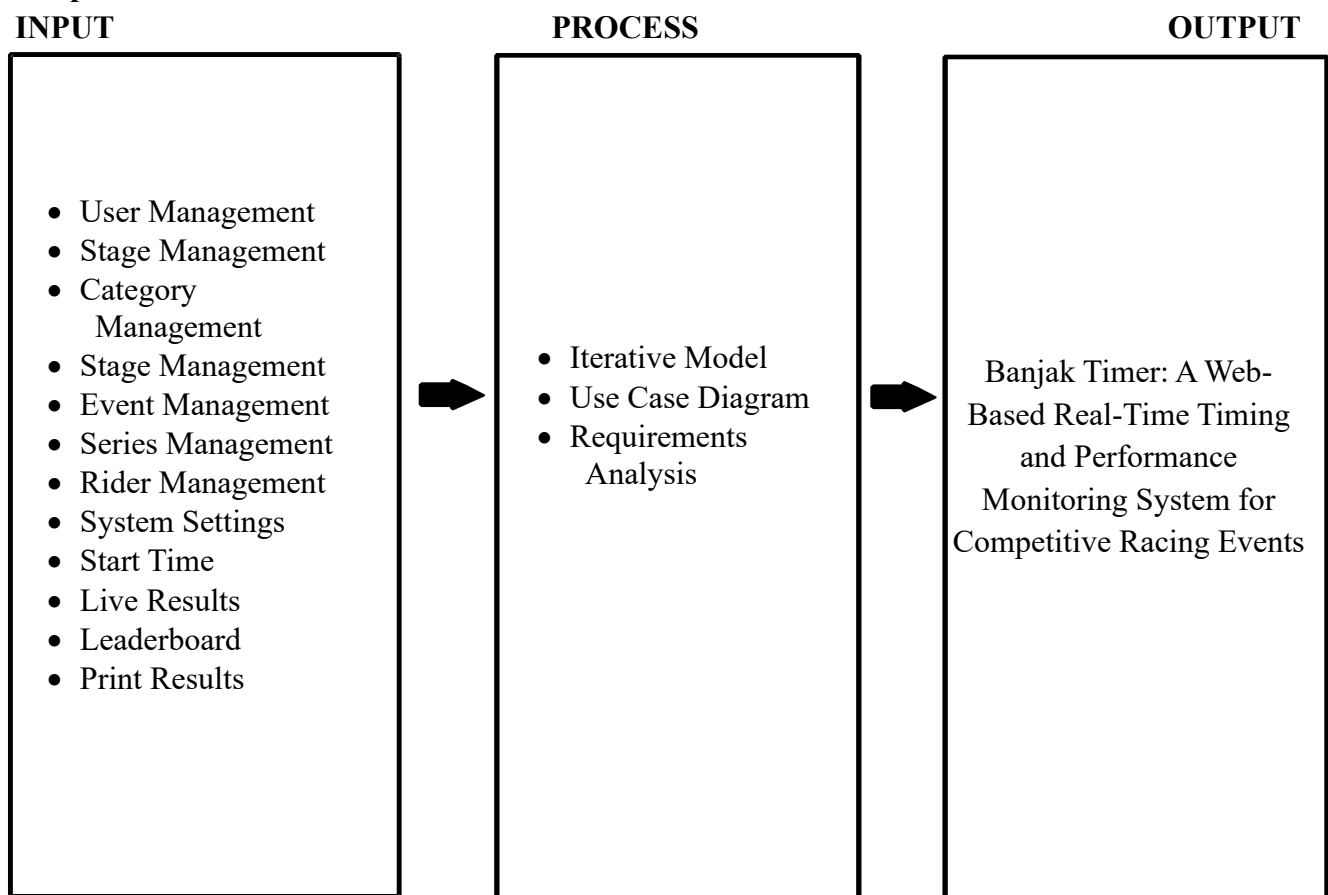 INPUT PROCESS OUTPUT
• User Management
• Stage Management
• Category
Management
• Stage Management
• Event Management
• Series Management
• Rider Management
• System Settings
• Start Time
• Live Results
• Leaderboard
• Print Results
• Iterative Model
• Use Case Diagram
• Requirements
Analysis
Banjak Timer: A Web-
Based Real-Time Timing
and Performance
Monitoring System for
Competitive Racing Events